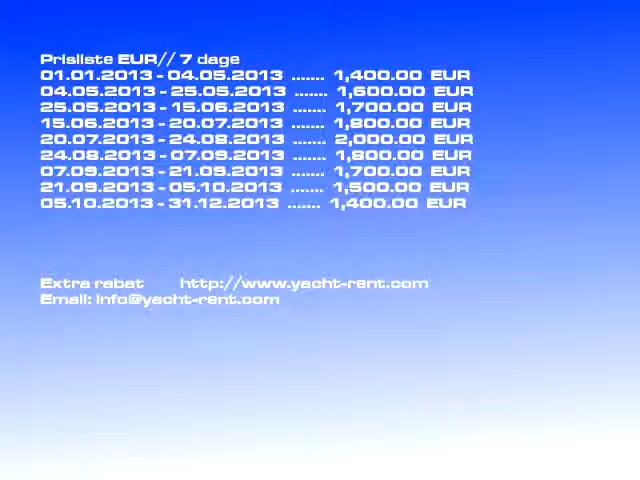 Prisliste EUR// 7 dage
01.01.2013 - 04.05.2013 ....... 1,400.00 EUR
04.05.2013 - 25.05.2013 ....... 1,600.00 EUR
25.05.2013 - 15.06.2013 ....... 1,700.00 EUR
15.06.2013 - 20.07.2013 ....... 1,800.00 EUR
20.07.2013 - 24.08.2013 ....... 2,000.00 EUR
24.08.2013 - 07.09.2013 ....... 1,800.00 EUR
07.09.2013 - 21.09.2013 ....... 1,700.00 EUR
21.09.2013 - 05.10.2013 ....... 1,500.00 EUR
05.10.2013 - 31.12.2013 ....... 1,400.00 EUR
Extra rabat http://www.yacht-rent.com
Email: info@yacht-rent.com